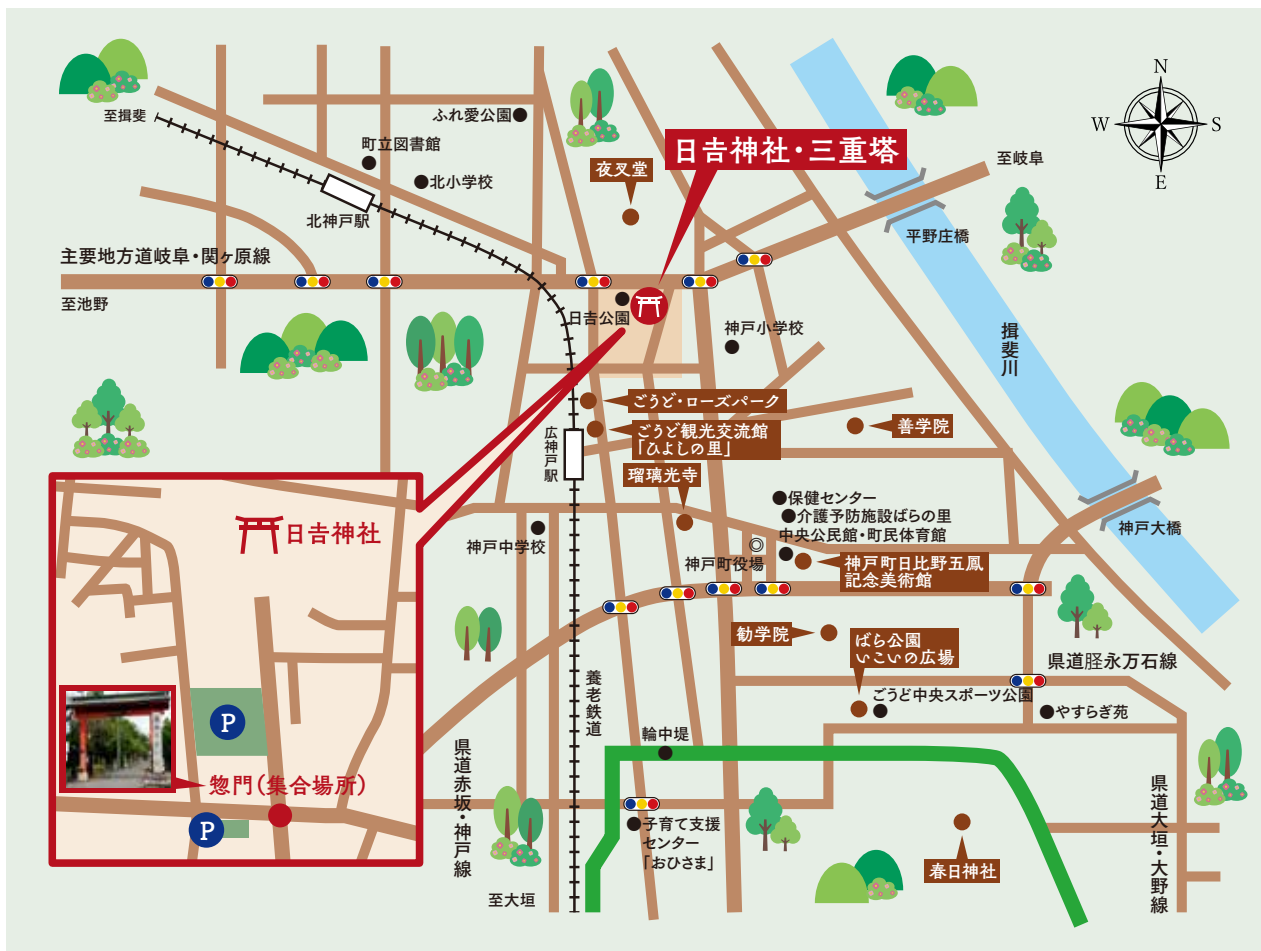 至揖斐
ふれ愛公園
町立図書館
北小学校
北神戸駅
夜叉堂
日吉神社・三重塔
N
W
S
E
至岐阜
平野庄橋
主要地方道岐阜・関ヶ原線
至池野
日吉公園
神戸小学校
揖斐川
ごうど・ローズパーク
ごうど観光交流館
「ひよしの里」
善学院
広神戸駅
瑠璃光寺
保健センター
介護予防施設ばらの里
中央公民館・町民体育館
神戸大橋
神戸中学校
神戸町役場
神戸町日比野五鳳
記念美術館
日吉神社
勧学院
ばら公園
いこいの広場
県道脛永万石線
養老鉄道
ごうど中央スポーツ公園
やすらぎ苑
P
惣門(集合場所)
P
輪中堤
県道赤坂・神戸線
子育て支援
センター
「おひさま」
県道大垣・大野線
春日神社
至大垣